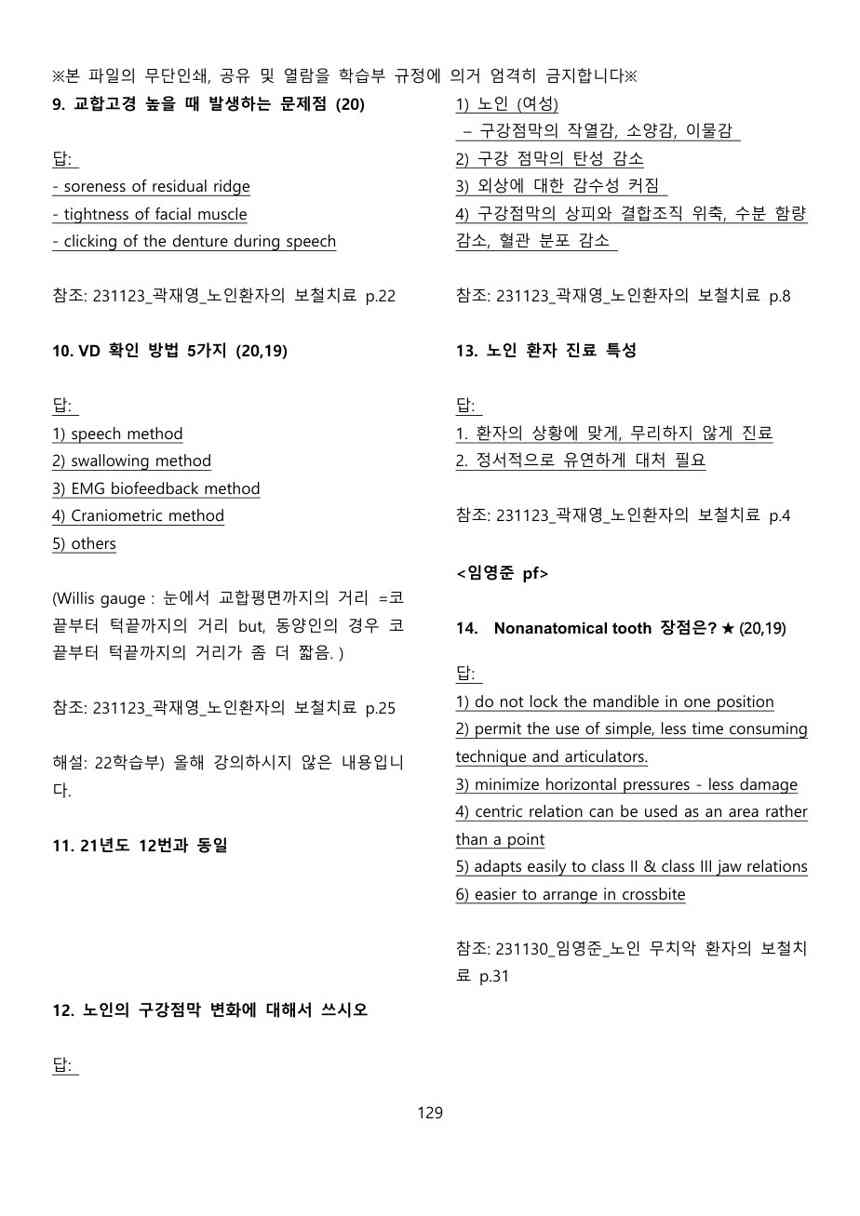 ※본 파일의 무단인쇄, 공유 및 열람을 학습부 규정에 의거 엄격히 금지합니다※
9. 교합고경 높을 때 발생하는 문제점 (20)
답:
- soreness of residual ridge
- tightness of facial muscle
- clicking of the denture during speech
참조: 231123_곽재영_노인환자의 보철치료 p.22
10. VD 확인 방법 5가지 (20,19)
답:
1) speech method
2) swallowing method
3) EMG biofeedback method
4) Craniometric method
5) others
(Willis gauge : 눈에서 교합평면까지의 거리 =코
끝부터 턱끝까지의 거리 but, 동양인의 경우 코
끝부터 턱끝까지의 거리가 좀 더 짧음. )
참조: 231123_곽재영_노인환자의 보철치료 p.25
해설: 22학습부) 올해 강의하시지 않은 내용입니
다.
11. 21년도 12번과 동일
12. 노인의 구강점막 변화에 대해서 쓰시오
답:
1) 노인 (여성)
– 구강점막의 작열감, 소양감, 이물감
2) 구강 점막의 탄성 감소
3) 외상에 대한 감수성 커짐
4) 구강점막의 상피와 결합조직 위축, 수분 함량
감소, 혈관 분포 감소
참조: 231123_곽재영_노인환자의 보철치료 p.8
13. 노인 환자 진료 특성
답:
1. 환자의 상황에 맞게, 무리하지 않게 진료
2. 정서적으로 유연하게 대처 필요
참조: 231123_곽재영_노인환자의 보철치료 p.4
<임영준 pf>
14. Nonanatomical tooth 장점은? ★ (20,19)
답:
1) do not lock the mandible in one position
2) permit the use of simple, less time consuming
technique and articulators.
3) minimize horizontal pressures - less damage
4) centric relation can be used as an area rather
than a point
5) adapts easily to class II & class III jaw relations
6) easier to arrange in crossbite
참조: 231130_임영준_노인 무치악 환자의 보철치
료 p.31
129